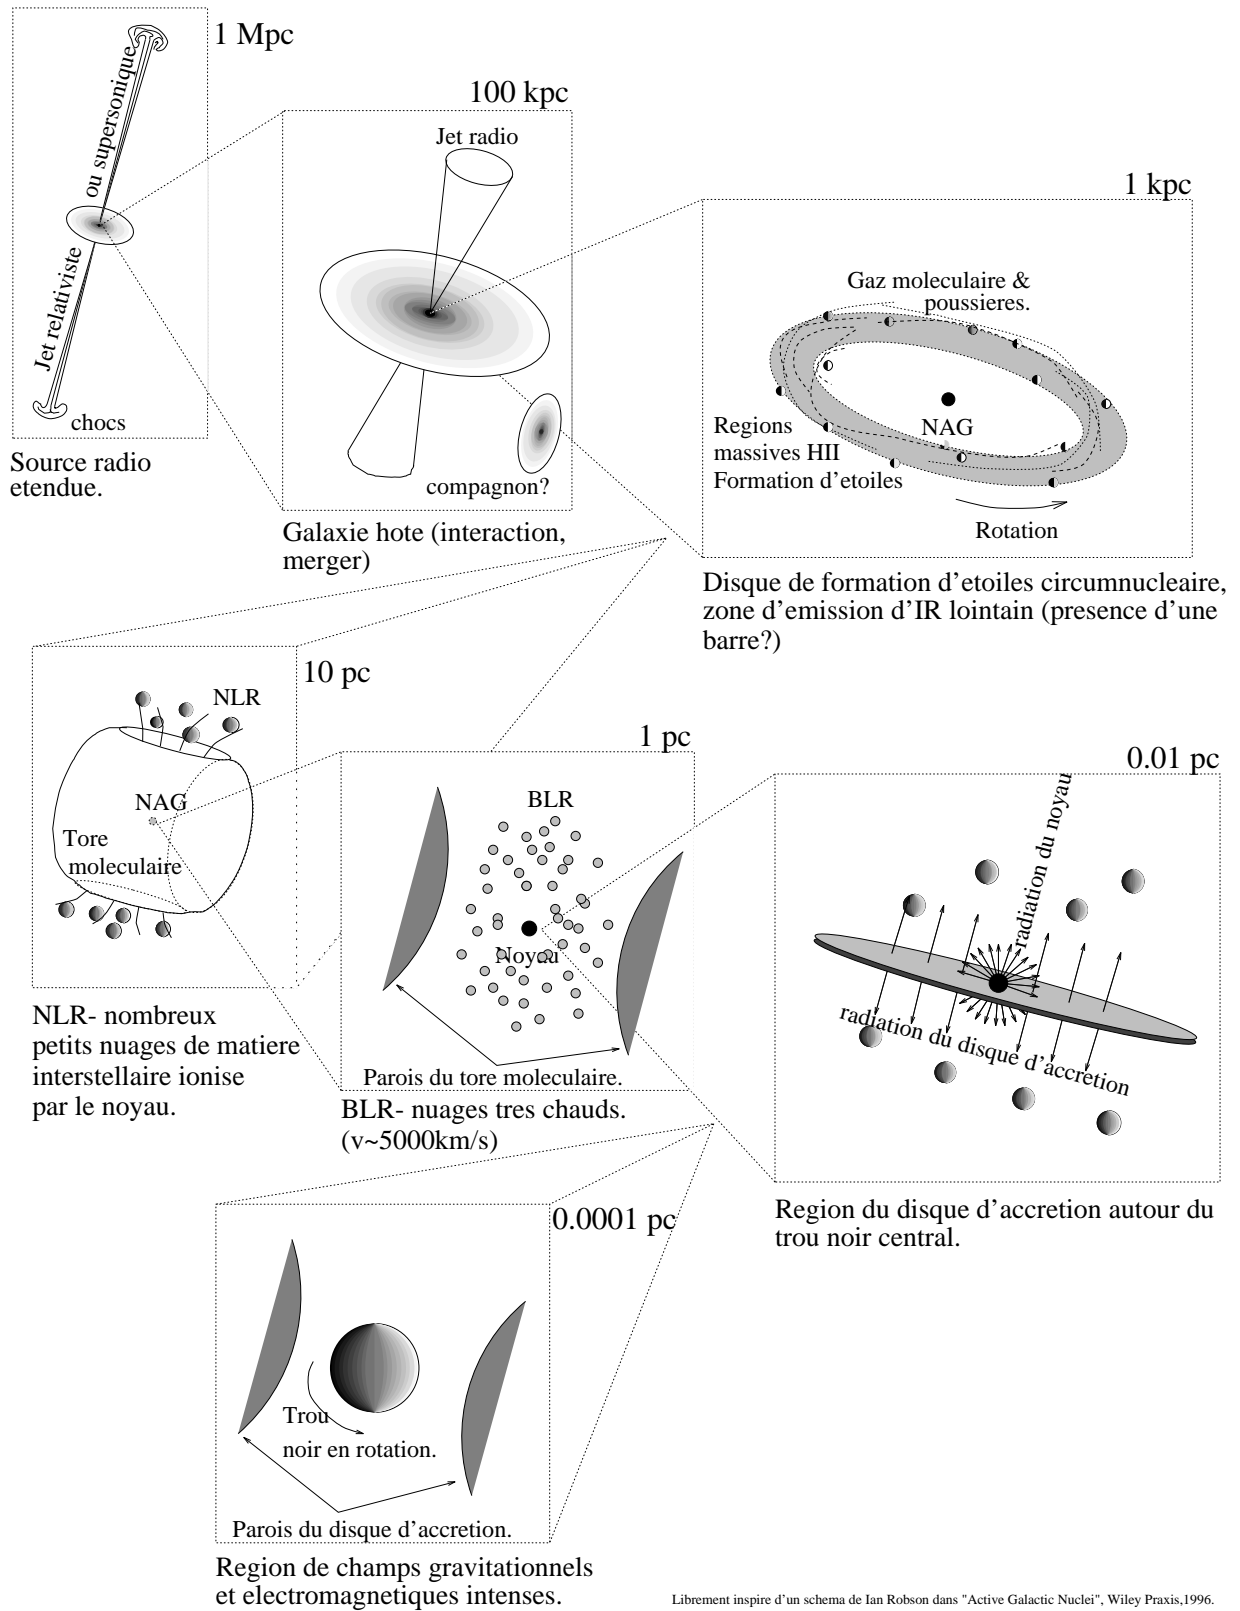 1 Mpc
ou supersonique
Jet relativiste
chocs
Source radio
etendue.
100 kpc
Jet radio
compagnon?
Galaxie hote (interaction,
merger)
1 kpc
Gaz moleculaire &
poussieres.
NAG
Regions
massives HII
Formation d'etoiles
Rotation
Disque de formation d'etoiles circumnucleaire,
zone d'emission d'IR lointain (presence d'une
barre?)
10 pc
NLR
NAG
Tore
moleculaire
NLR- nombreux
petits nuages de matiere
interstellaire ionise
par le noyau.
1 pc
BLR
Noyau
Parois du tore moleculaire.
BLR- nuages tres chauds.
(v~5000km/s)
0.01 pc
radiation du noyau
radiation du disque d'accretion
Region du disque d'accretion autour du
trou noir central.
0.0001 pc
Trou
noir en rotation.
Parois du disque d'accretion.
Region de champs gravitationnels
et electromagnetiques intenses.
Librement inspire d'un schema de Ian Robson dans "Active Galactic Nuclei", Wiley Praxis,1996.